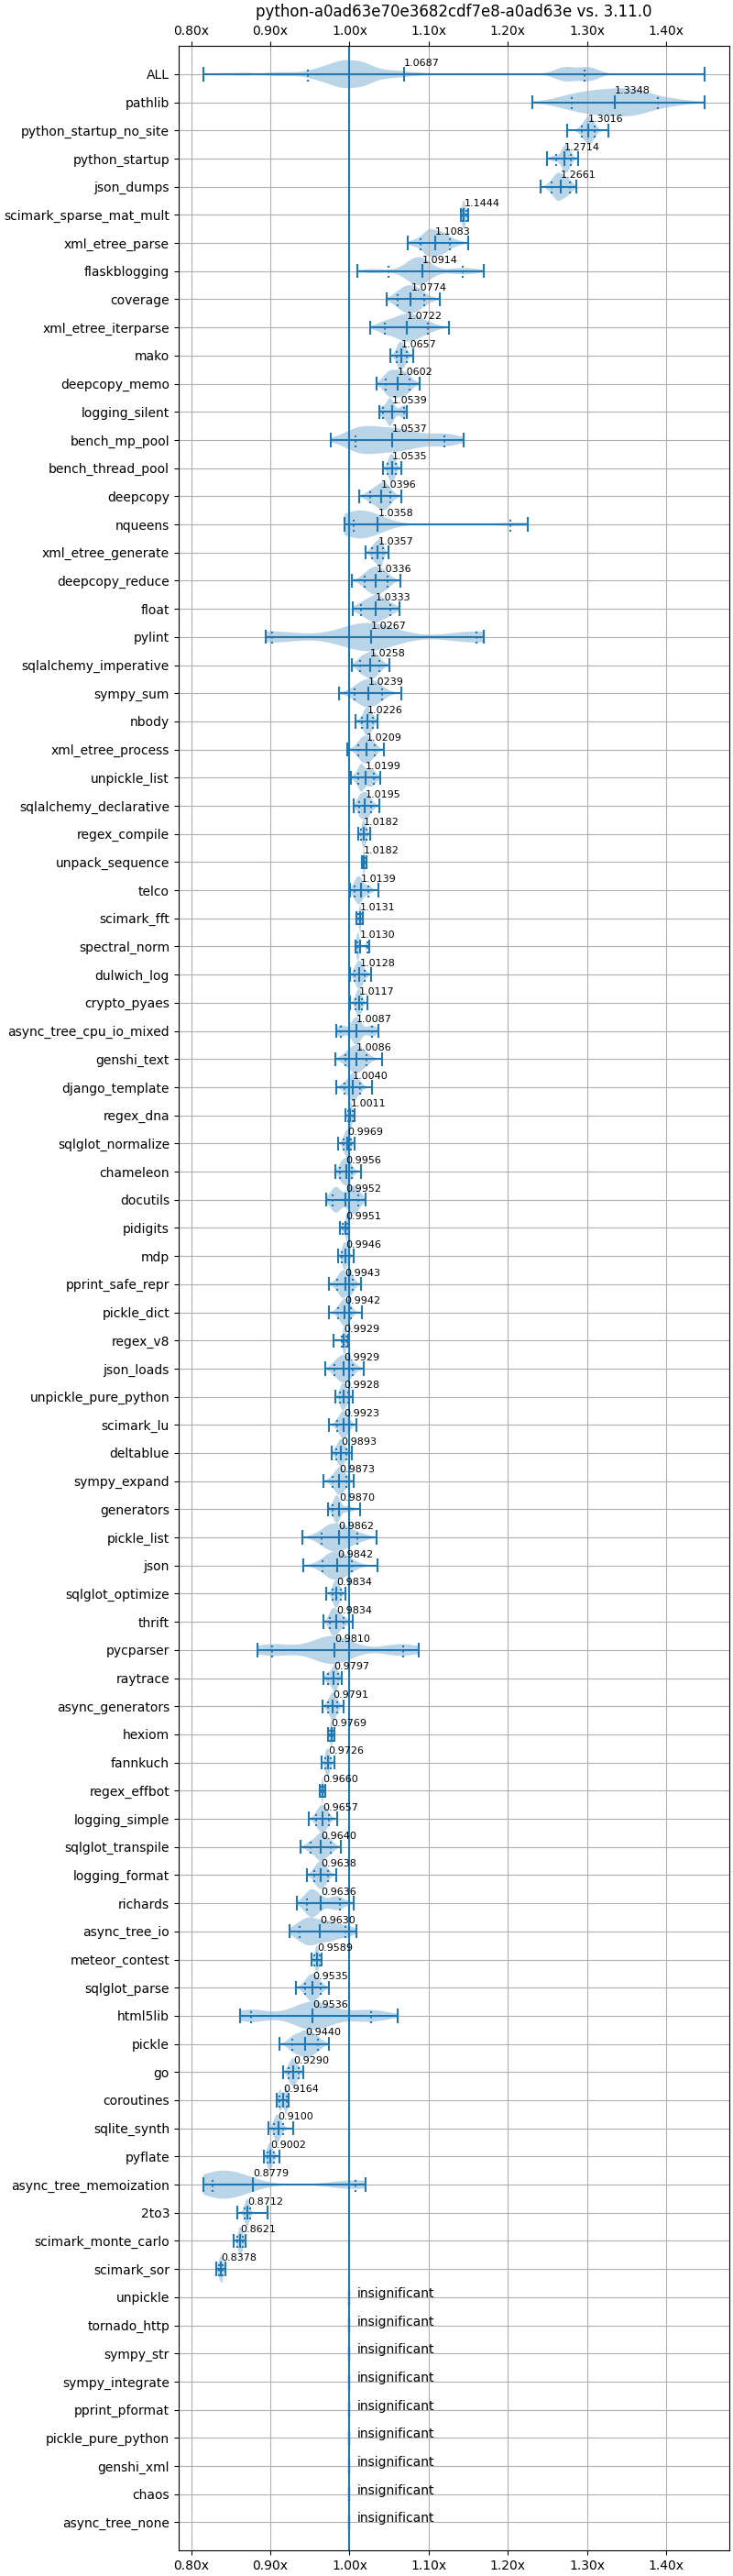 python-a0ad63e70e3682cdf7e8-a0ad63e vs. 3.11.0
0.80x 0.90x 1.00x 1.10x 1.20x 1.30x 1.40x
ALL 1.0687
pathlib 1.3348
python_startup_no_site 1.3016
python_startup 1.2714
json_dumps 1.2661
scimark_sparse_mat_mult 1.1444
xml_etree_parse 1.1083
flaskblogging 1.0914
coverage 1.0774
xml_etree_iterparse 1.0722
mako 1.0657
deepcopy_memo 1.0602
logging_silent 1.0539
bench_mp_pool 1.0537
bench_thread_pool 1.0535
deepcopy 1.0396
nqueens 1.0358
xml_etree_generate 1.0357
deepcopy_reduce 1.0336
float 1.0333
pylint 1.0267
sqlalchemy_imperative 1.0258
sympy_sum 1.0239
nbody 1.0226
xml_etree_process 1.0209
unpickle_list 1.0199
sqlalchemy_declarative 1.0195
regex_compile 1.0182
unpack_sequence 1.0182
telco 1.0139
scimark_fft 1.0131
spectral_norm 1.0130
dulwich_log 1.0128
crypto_pyaes 1.0117
async_tree_cpu_io_mixed 1.0087
genshi_text 1.0086
django_template 1.0040
regex_dna 1.0011
sqlglot_normalize 0.9969
chameleon 0.9956
docutils 0.9952
pidigits 0.9951
mdp 0.9946
pprint_safe_repr 0.9943
pickle_dict 0.9942
regex_v8 0.9929
json_loads 0.9929
unpickle_pure_python 0.9928
scimark_lu 0.9923
deltablue 0.9893
sympy_expand 0.9873
generators 0.9870
pickle_list 0.9862
json 0.9842
sqlglot_optimize 0.9834
thrift 0.9834
pycparser 0.9810
raytrace 0.9797
async_generators 0.9791
hexiom 0.9769
fannkuch 0.9726
regex_effbot 0.9660
logging_simple 0.9657
sqlglot_transpile 0.9640
logging_format 0.9638
richards 0.9636
async_tree_io 0.9630
meteor_contest 0.9589
sqlglot_parse 0.9535
html5lib 0.9536
pickle 0.9440
go 0.9290
coroutines 0.9164
sqlite_synth 0.9100
pyflate 0.9002
async_tree_memoization 0.8779
2to3 0.8712
scimark_monte_carlo 0.8621
scimark_sor 0.8378
unpickle insignificant
tornado_http insignificant
sympy_str insignificant
sympy_integrate insignificant
pprint_pformat insignificant
pickle_pure_python insignificant
genshi_xml insignificant
chaos insignificant
async_tree_none insignificant
0.80x 0.90x 1.00x 1.10x 1.20x 1.30x 1.40x